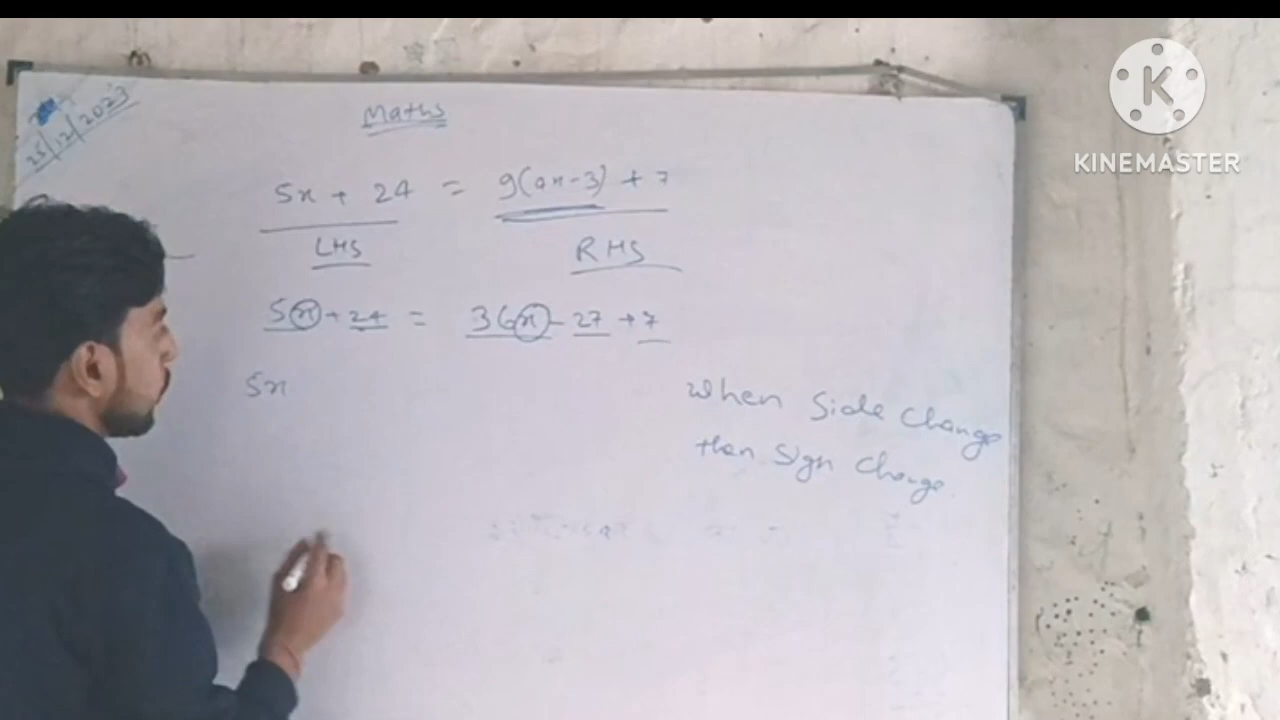 25/12/2023
Maths
5x + 24 = 9(4x-3) + 7
LHS
RHS
5x + 24 = 36x - 27 + 7
5x
when Side Change
then Sign Change.
KINEMASTER